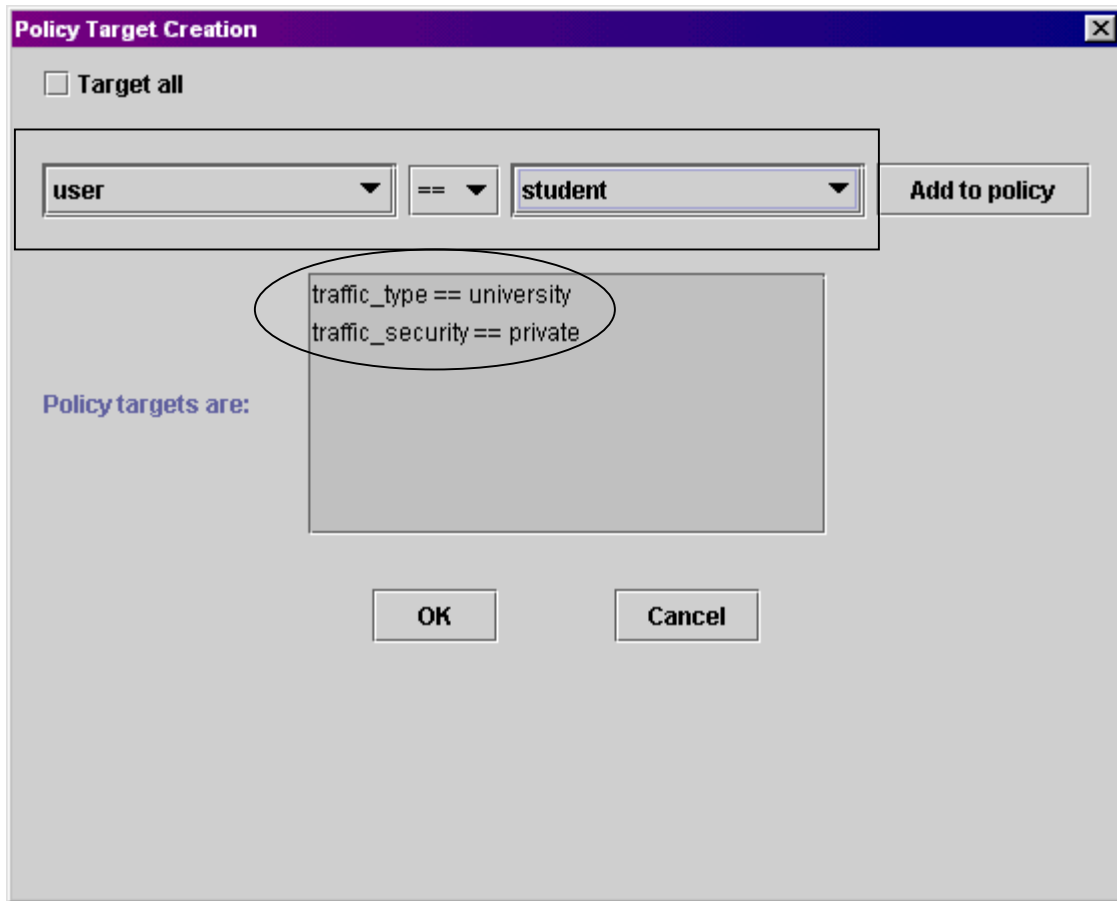 Policy Target Creation
Target all
user == student Add to policy
traffic_type == university
traffic_security == private
Policy targets are:
OK Cancel